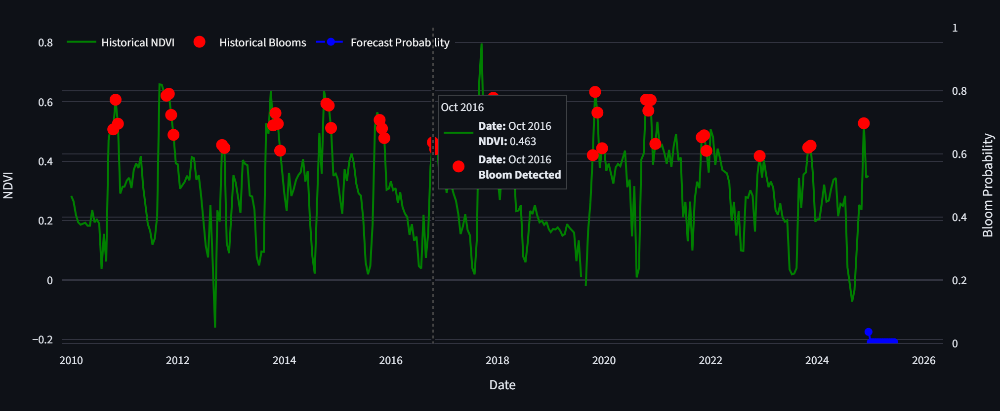 Historical NDVI
Historical Blooms
Forecast Probability
1
0.8
0.6
0.4
0.2
0
−0.2
NDVI
0.8
0.6
0.4
0.2
0
Bloom Probability
Oct 2016
Date: Oct 2016
NDVI: 0.463
Date: Oct 2016
Bloom Detected
2010
2012
2014
2016
2018
2020
2022
2024
2026
Date